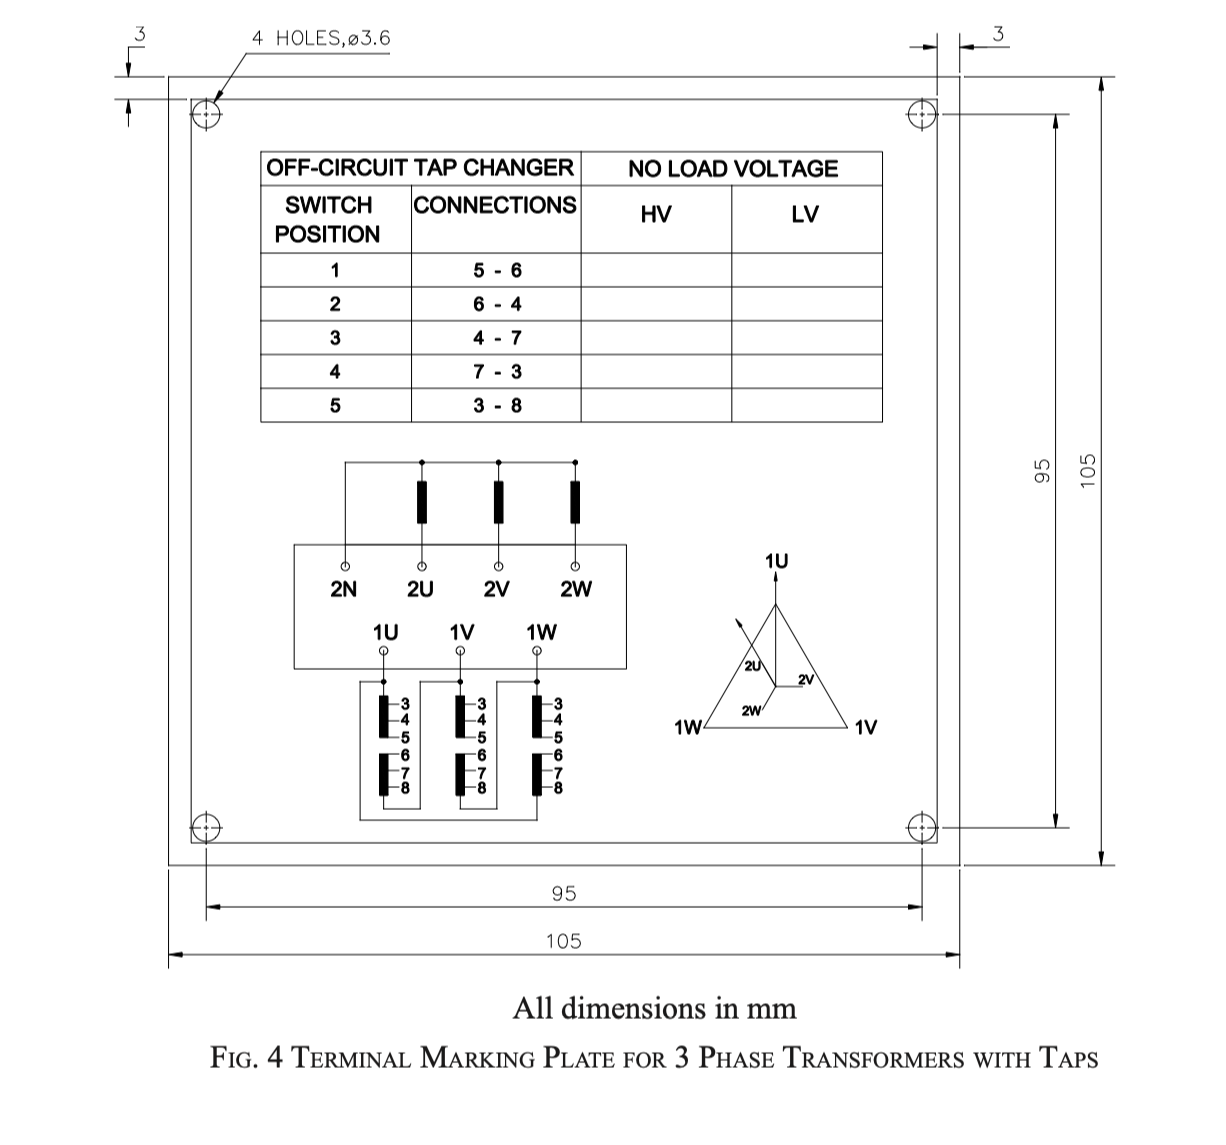 3
4 HOLES,⌀3.6
3
OFF-CIRCUIT TAP CHANGER
NO LOAD VOLTAGE
SWITCH POSITION
CONNECTIONS
HV
LV
1
5 - 6
2
6 - 4
3
4 - 7
4
7 - 3
5
3 - 8
95
105
2N
2U
2V
2W
1U
1V
1W
3
4
5
6
7
8
3
4
5
6
7
8
3
4
5
6
7
8
1U
2U
2V
2W
1W
1V
95
105
All dimensions in mm
FIG. 4 TERMINAL MARKING PLATE FOR 3 PHASE TRANSFORMERS WITH TAPS